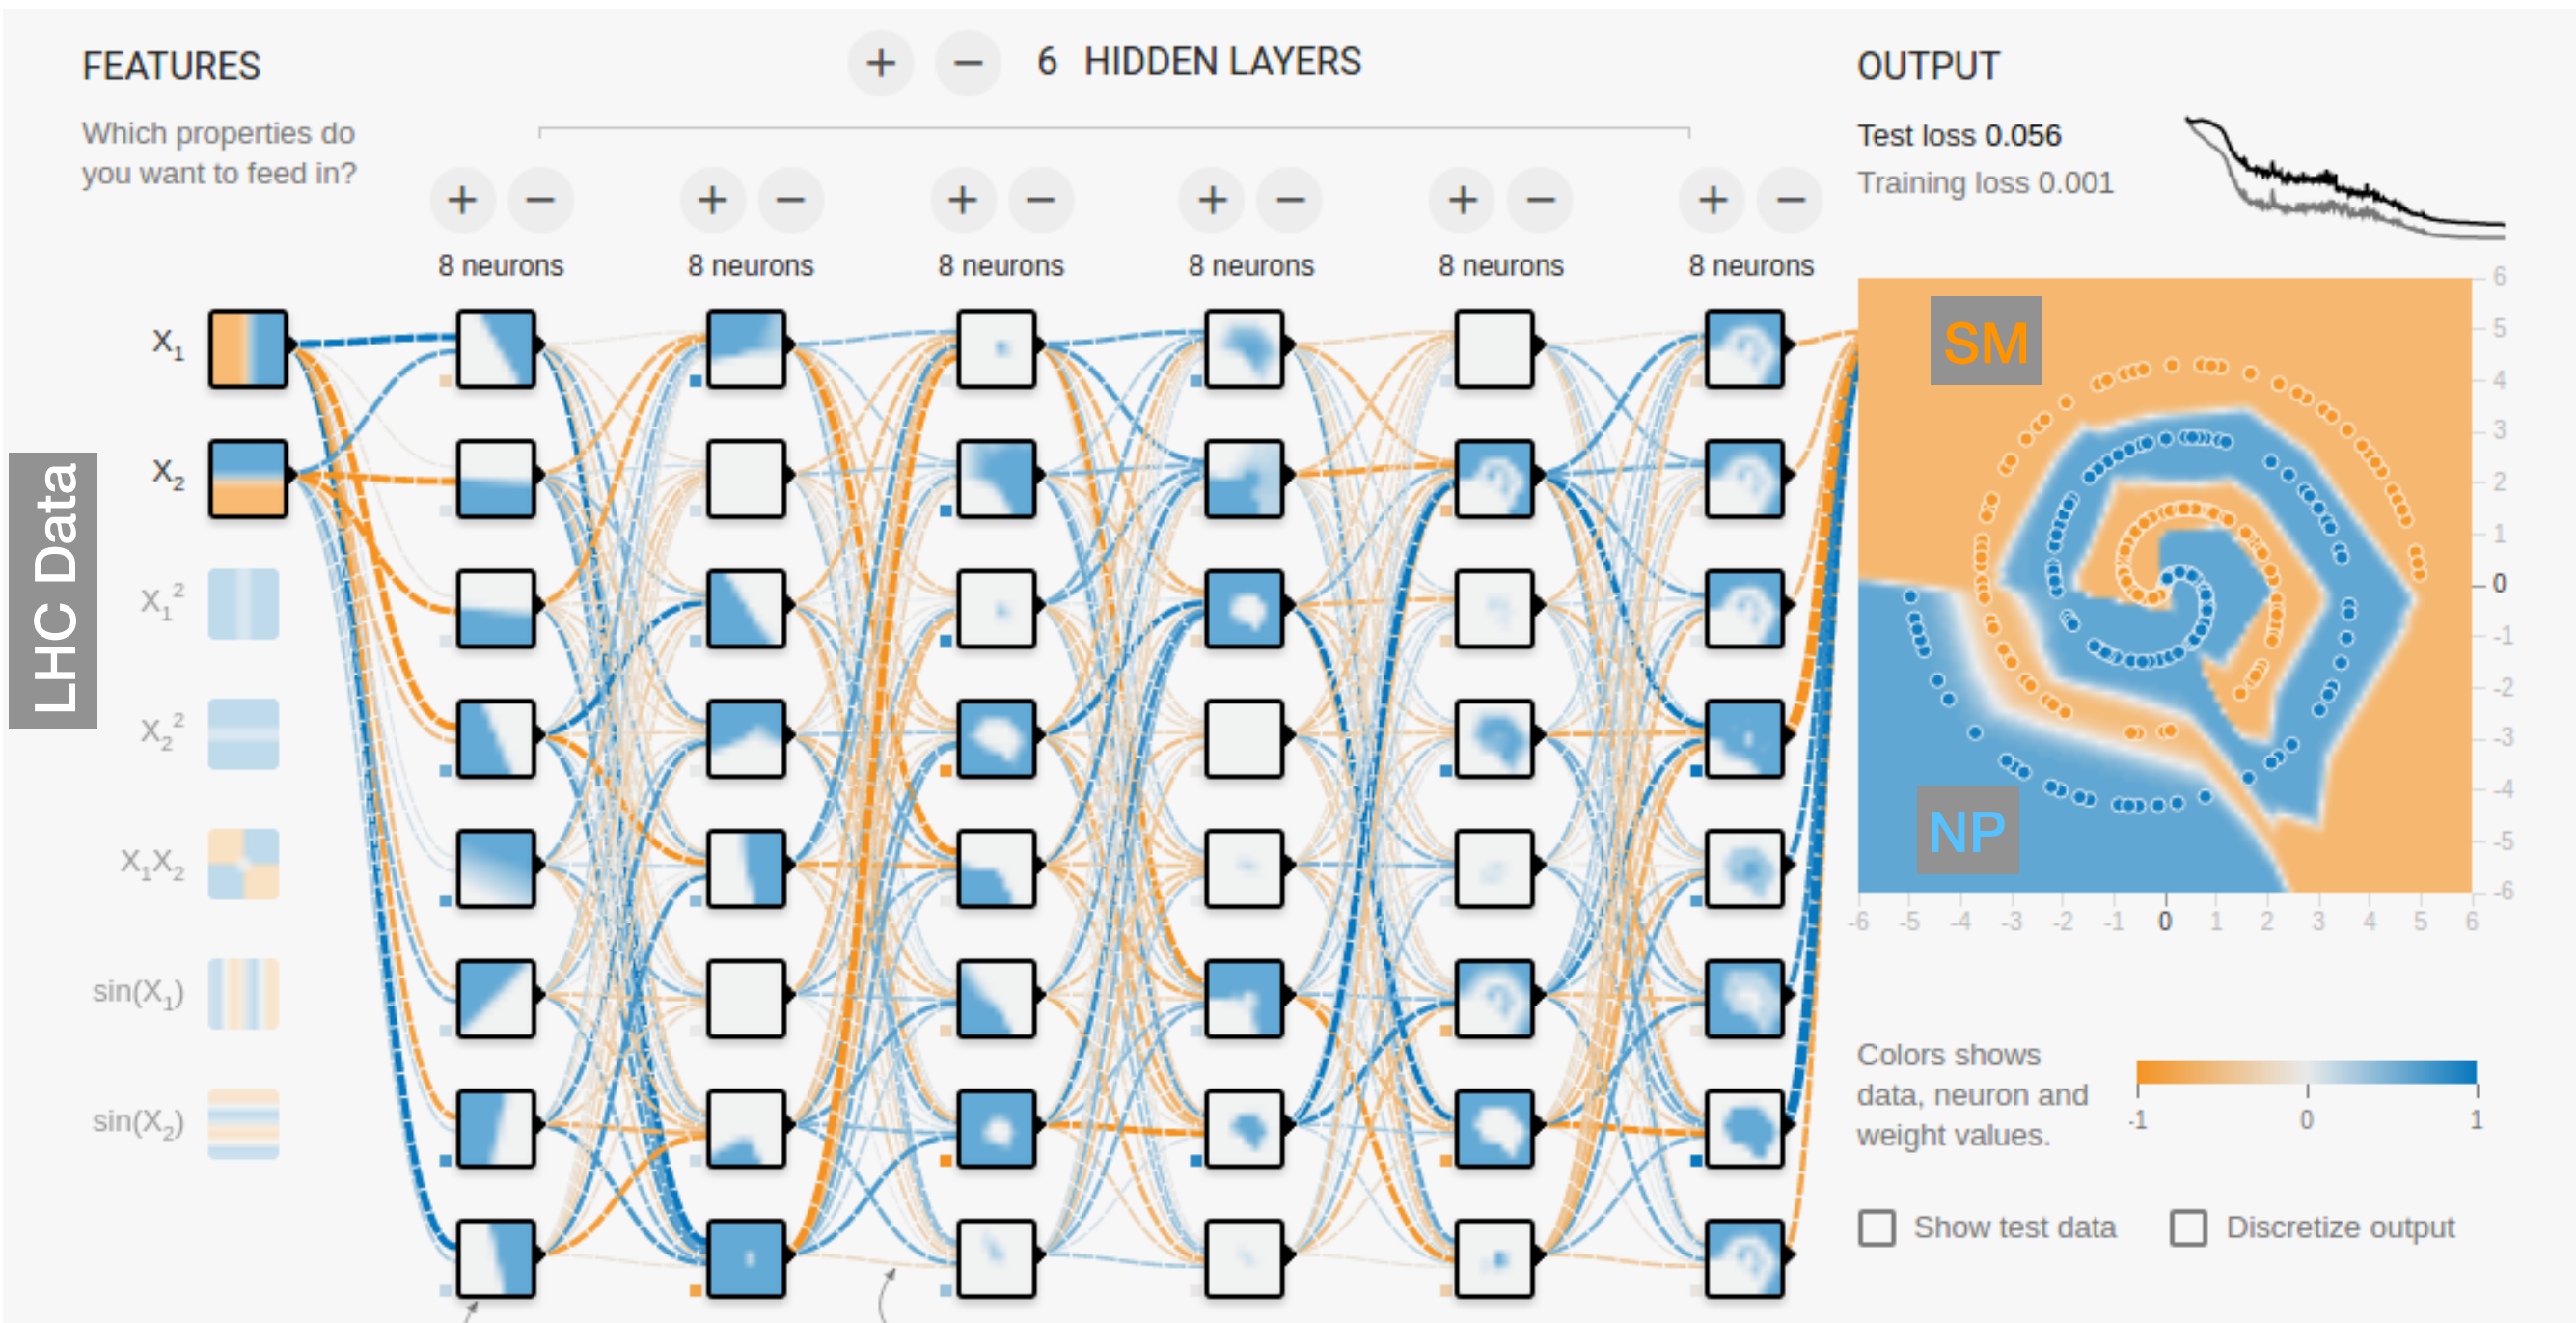 FEATURES
+ − 6 HIDDEN LAYERS
OUTPUT
Which properties do
you want to feed in?
Test loss 0.056
Training loss 0.001
+ − + − + − + − + − + −
8 neurons 8 neurons 8 neurons 8 neurons 8 neurons 8 neurons
LHC Data
X1
X2
X1²
X2²
X1X2
sin(X1)
sin(X2)
SM
NP
6
5
4
3
2
1
0
-1
-2
-3
-4
-5
-6
-6 -5 -4 -3 -2 -1 0 1 2 3 4 5 6
Colors shows
data, neuron and
weight values.
-1 0 1
Show test data Discretize output